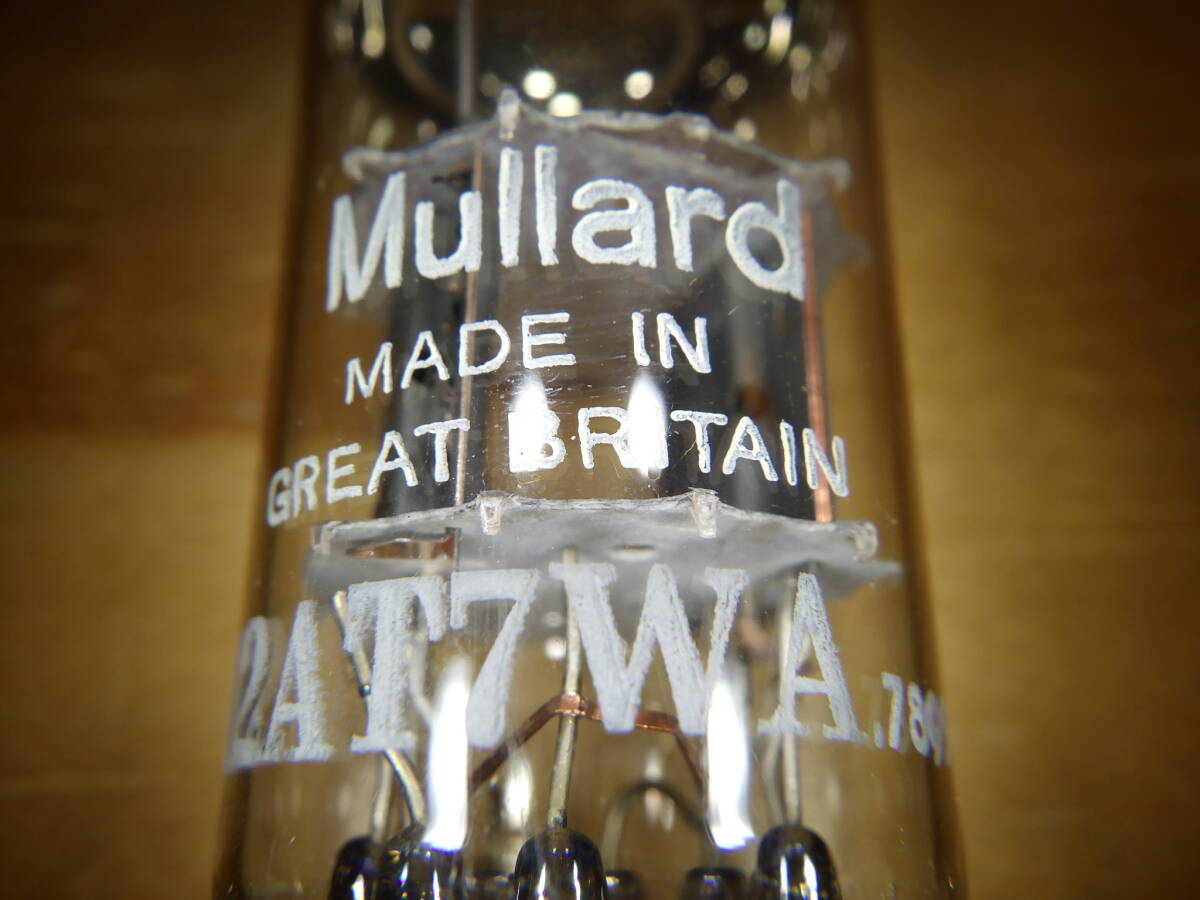 Mullard
MADE IN
GREAT BRITAIN
2AT7WA